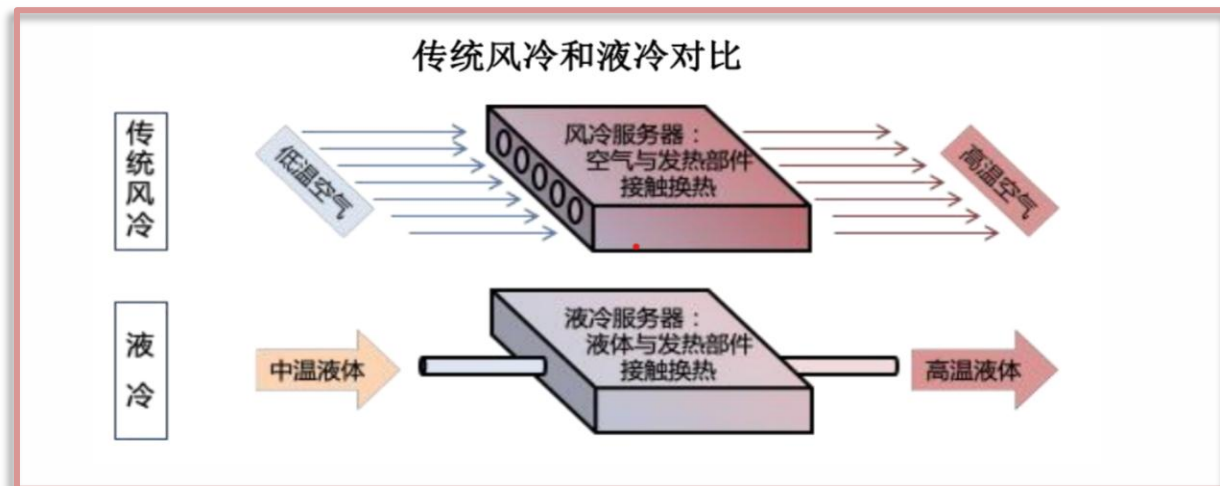 传统风冷和液冷对比
传统风冷
低温空气
风冷服务器：
空气与发热部件
接触换热
高温空气
液冷
中温液体
液冷服务器：
液体与发热部件
接触换热
高温液体